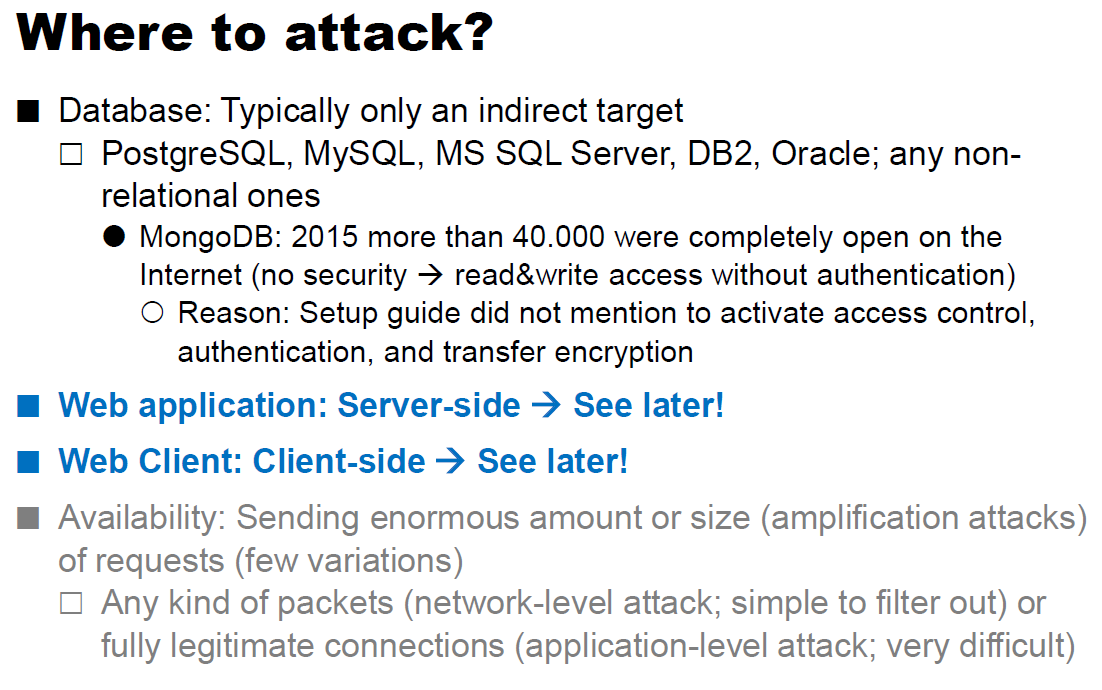 Where to attack?
■ Database: Typically only an indirect target
□ PostgreSQL, MySQL, MS SQL Server, DB2, Oracle; any non-
relational ones
● MongoDB: 2015 more than 40.000 were completely open on the
Internet (no security → read&write access without authentication)
○ Reason: Setup guide did not mention to activate access control,
authentication, and transfer encryption
■ Web application: Server-side → See later!
■ Web Client: Client-side → See later!
■ Availability: Sending enormous amount or size (amplification attacks)
of requests (few variations)
□ Any kind of packets (network-level attack; simple to filter out) or
fully legitimate connections (application-level attack; very difficult)